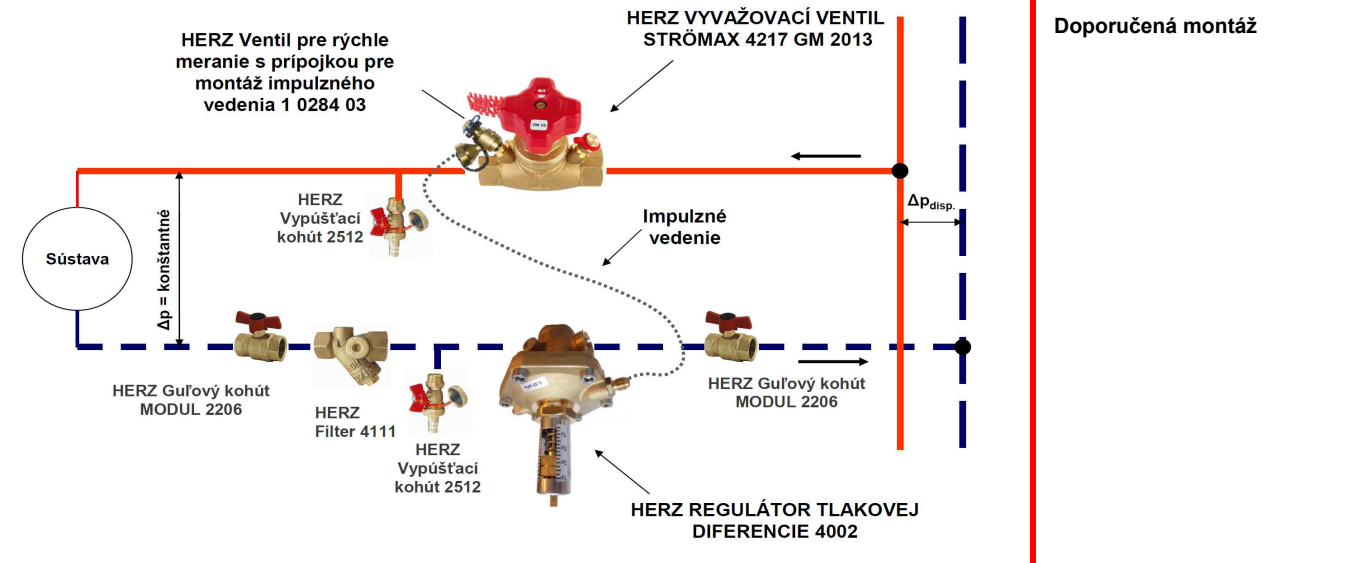 HERZ VYVAŽOVACÍ VENTIL
STRÖMAX 4217 GM 2013
Doporučená montáž
HERZ Ventil pre rýchle
meranie s prípojkou pre
montáž impulzného
vedenia 1 0284 03
HERZ
Vypúšťací
kohút 2512
Impulzné
vedenie
Δpdisp.
Sústava
Δp = konštantné
HERZ Guľový kohút
MODUL 2206
HERZ
Filter 4111
HERZ
Vypúšťací
kohút 2512
HERZ Guľový kohút
MODUL 2206
HERZ REGULÁTOR TLAKOVEJ
DIFERENCIE 4002